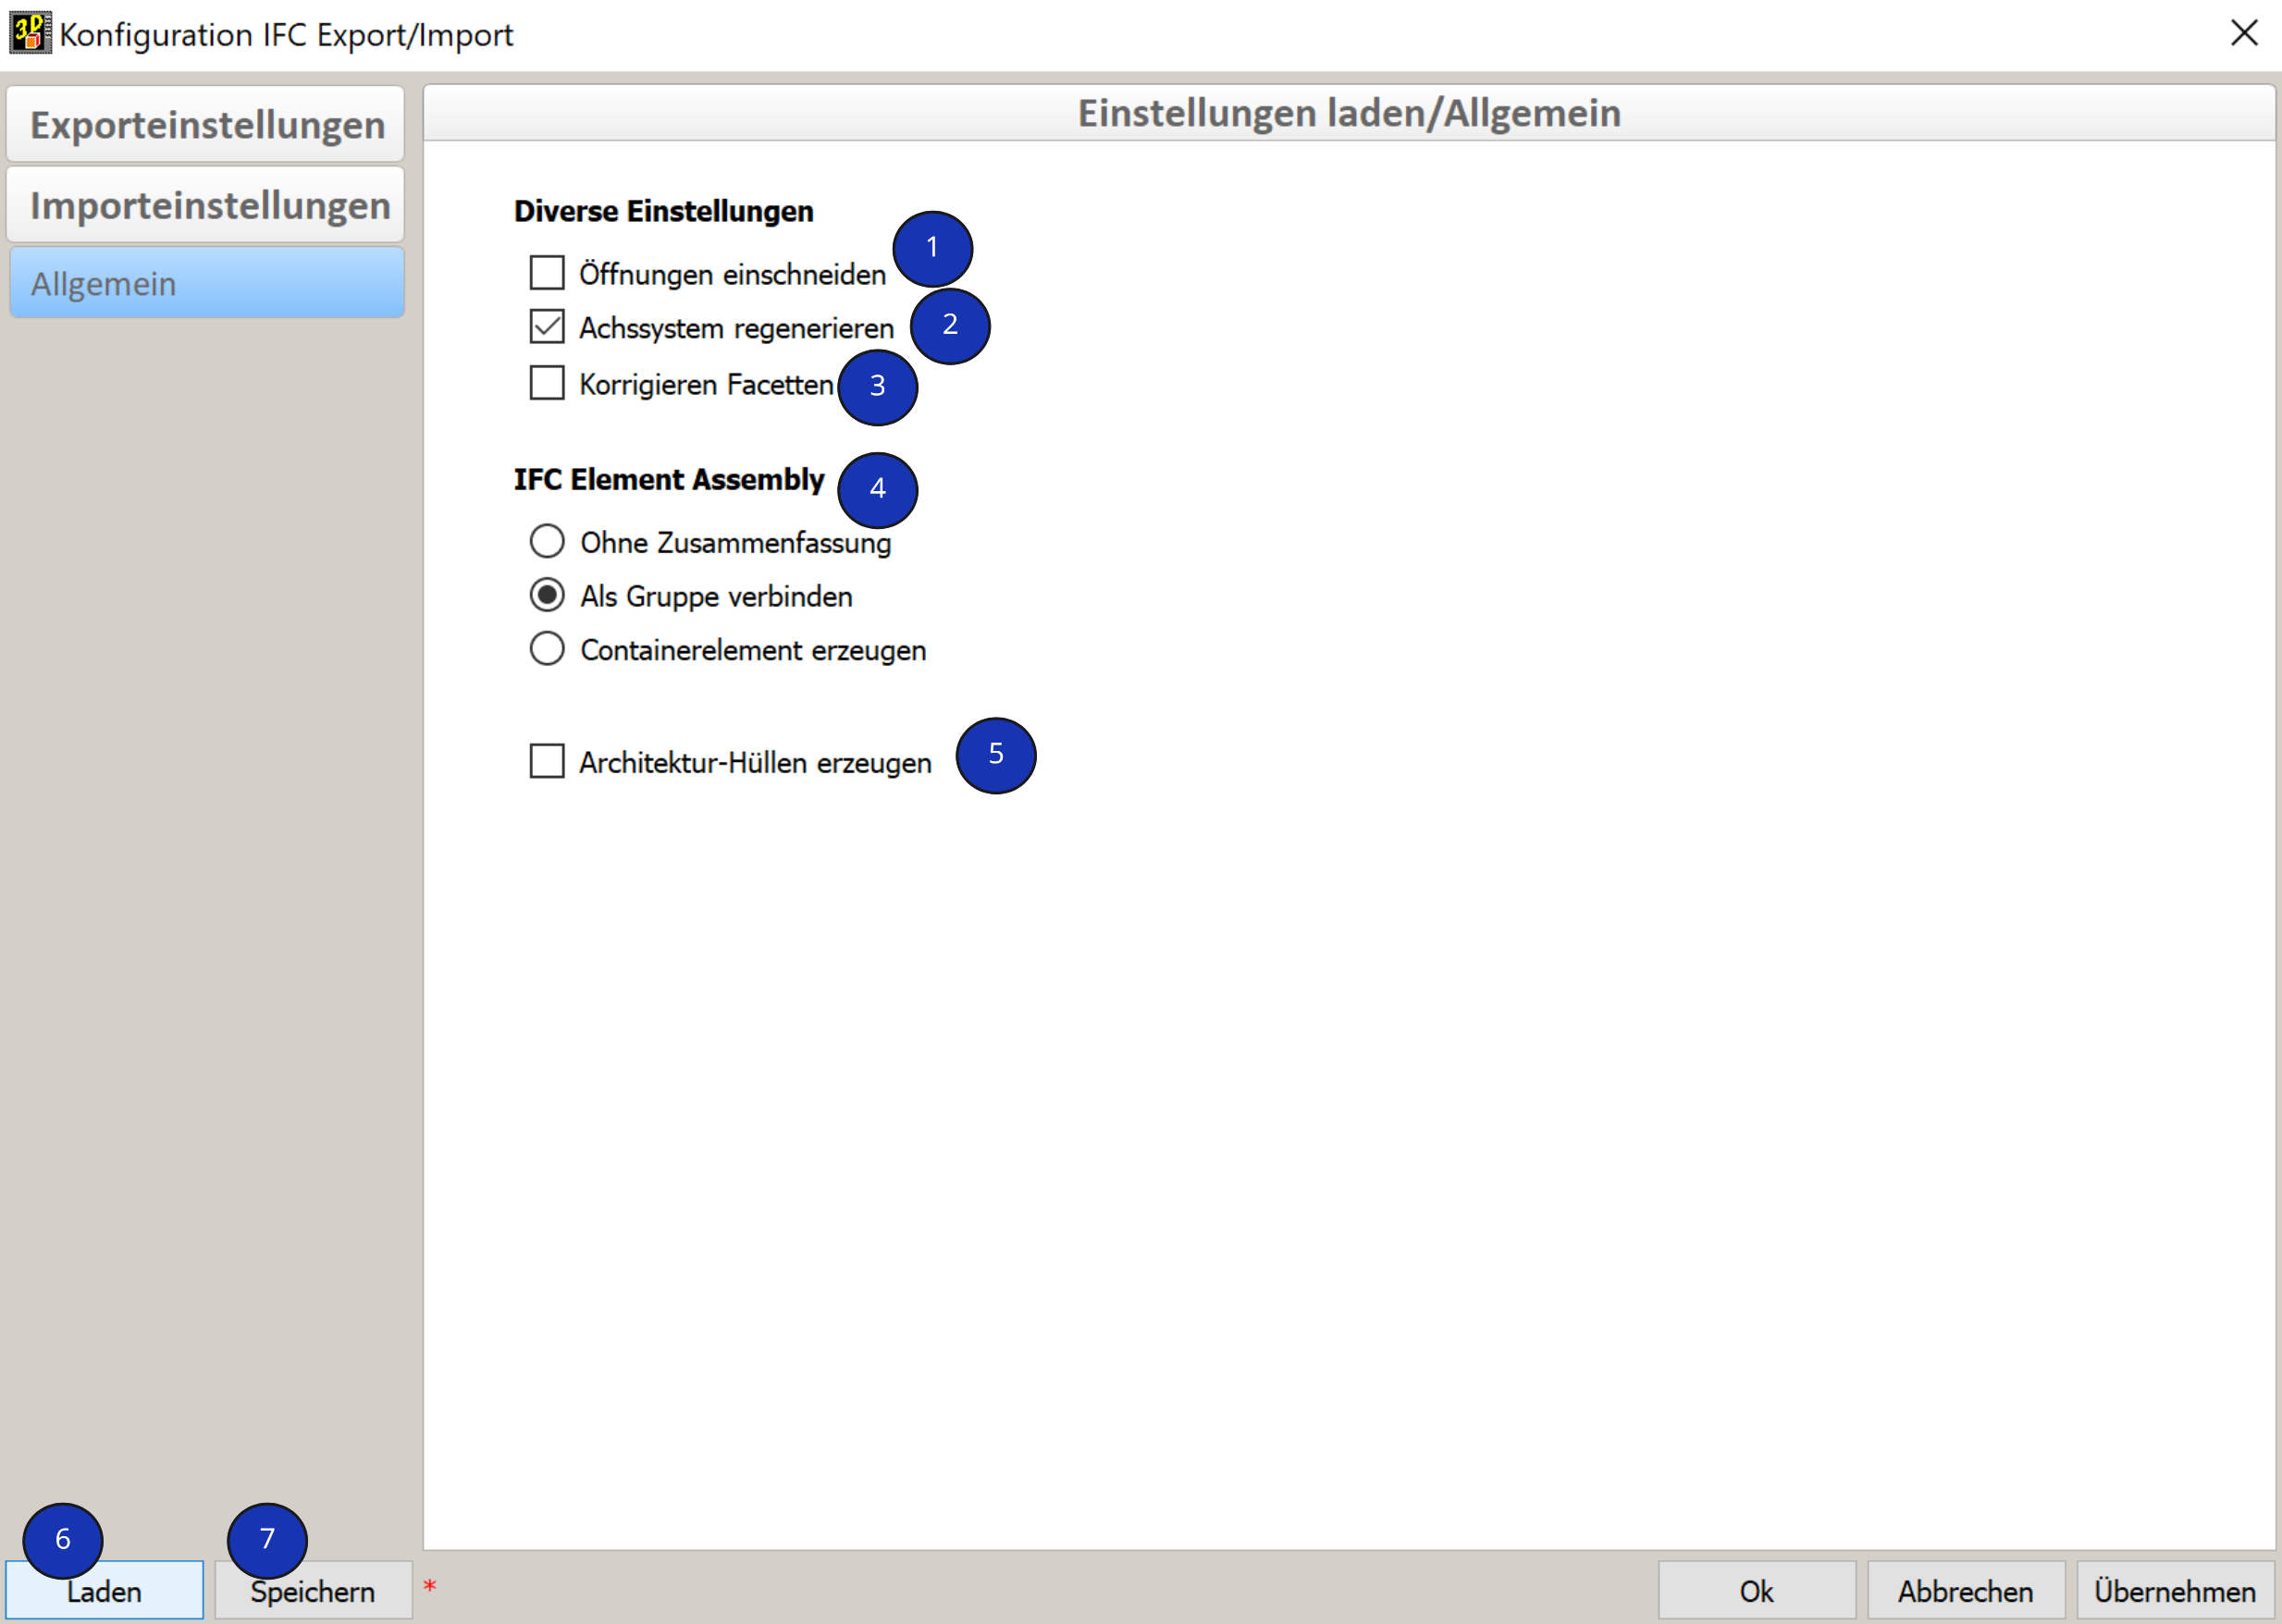 3D
Konfiguration IFC Export/Import
Exporteinstellungen
Importeinstellungen
Allgemein
Einstellungen laden/Allgemein
Diverse Einstellungen
Öffnungen einschneiden 1
Achssystem regenerieren 2
Korrigieren Facetten 3
IFC Element Assembly 4
Ohne Zusammenfassung
Als Gruppe verbinden
Containerelement erzeugen
Architektur-Hüllen erzeugen 5
6 7
Laden Speichern * Ok Abbrechen Übernehmen